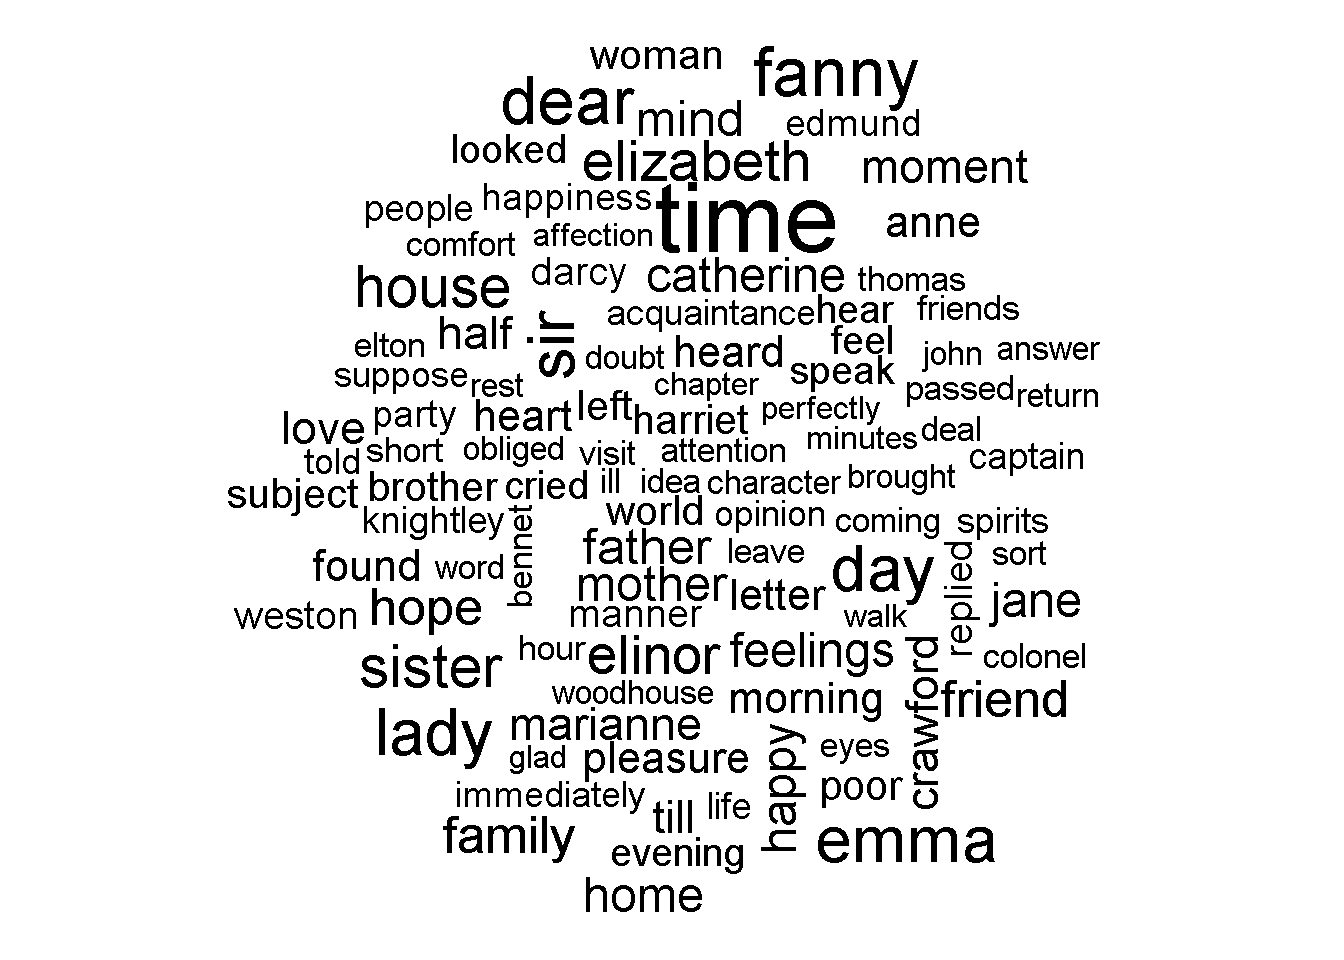 woman fanny
dear mind edmund
looked elizabeth moment
people happiness time anne
comfort affection
house darcy catherine thomas
acquaintance hear friends
elton half sir doubt heard feel john answer
suppose rest chapter speak passed return
love party heart left harriet perfectly
told short obliged visit attention minutes deal captain
subject brother cried ill idea character brought
knightley bennet world opinion coming spirits
found word father leave day replied sort
weston hope mother letter walk jane
manner
sister hour elinor feelings crawford colonel
woodhouse morning friend
lady marianne happy eyes
glad pleasure poor
immediately till life
family evening emma
home